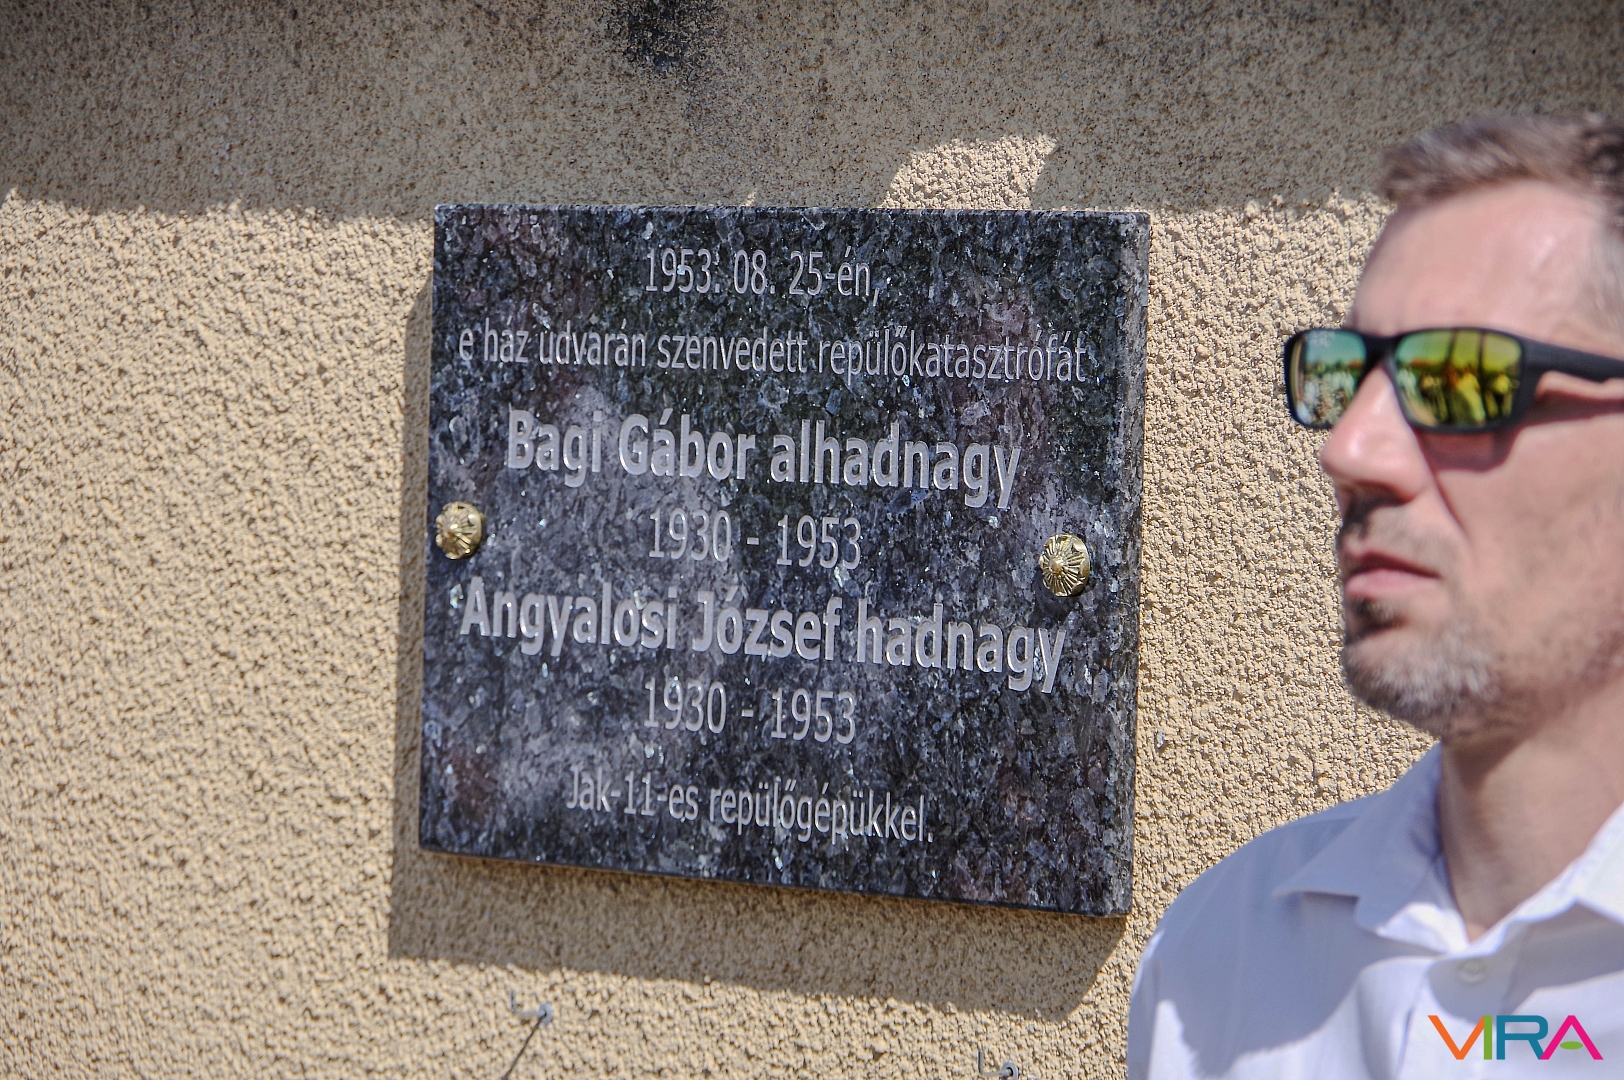 1953. 08. 25-én,
e ház udvarán szenvedett repülőkatasztrófát
Bagi Gábor alhadnagy
1930 - 1953
Angyalosi József hadnagy
1930 - 1953
Jak-11-es repülőgépükkel.
VIRA